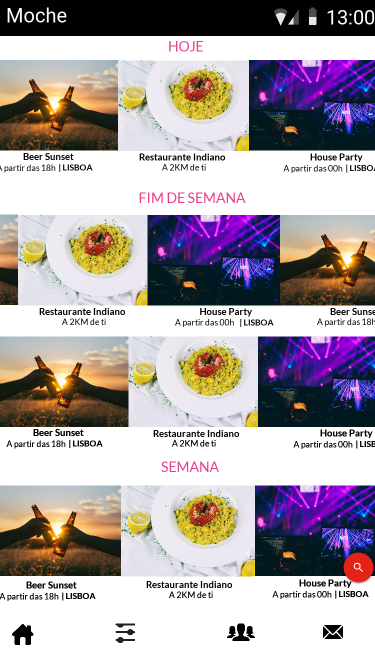 Moche 13:00
HOJE
Beer Sunset Restaurante Indiano House Party
A partir das 18h | LISBOA A 2KM de ti A partir das 00h | LISBOA
FIM DE SEMANA
Restaurante Indiano House Party Beer Sunse
A 2KM de ti A partir das 00h | LISBOA A partir das 18h
Beer Sunset Restaurante Indiano House Party
A partir das 18h | LISBOA A 2KM de ti A partir das 00h | LISB
SEMANA
Beer Sunset Restaurante Indiano House Party
A partir das 18h | LISBOA A 2KM de ti A partir das 00h | LISBOA